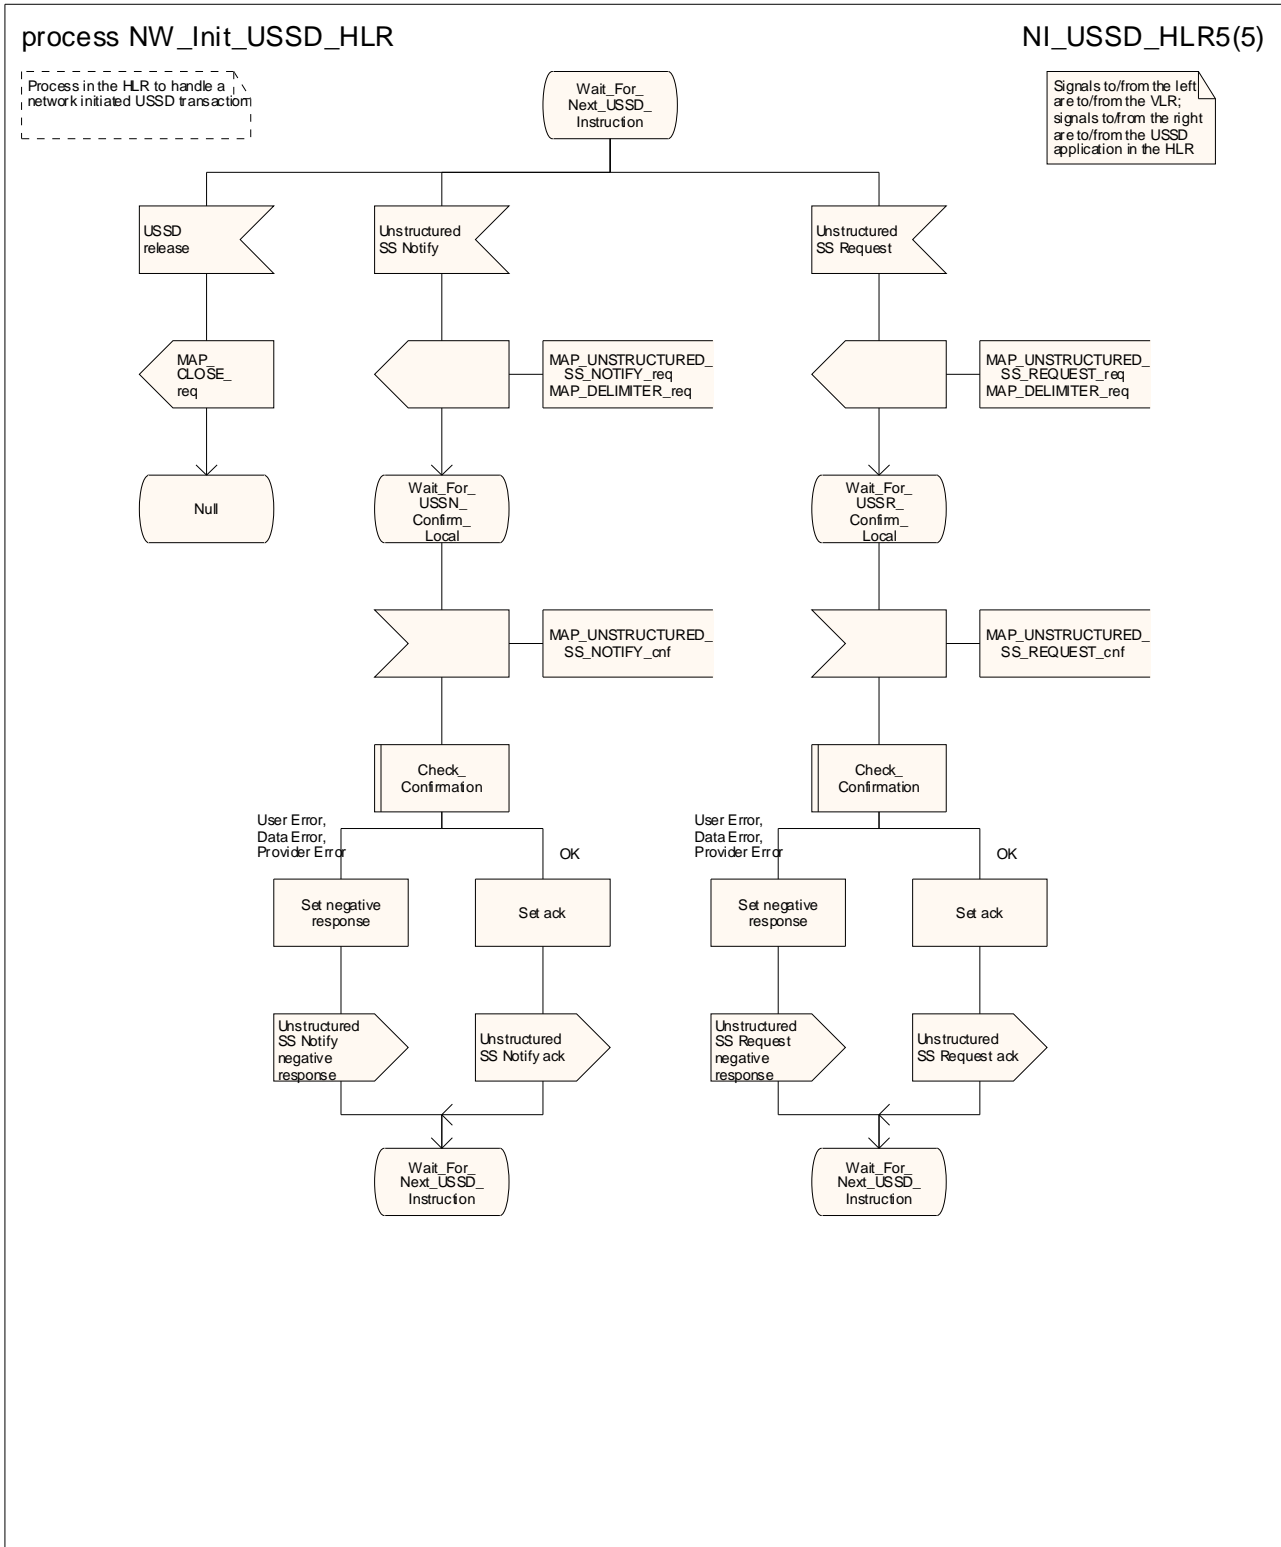 process NW_Init_USSD_HLR
NI_USSD_HLR5(5)
Process in the HLR to handle a
network initiated USSD transaction
Wait_For_
Next_USSD_
Instruction
Signals to/from the left
are to/from the VLR;
signals to/from the right
are to/from the USSD
application in the HLR
USSD
release
Unstructured
SS Notify
Unstructured
SS Request
MAP_
CLOSE_
req
MAP_UNSTRUCTURED_
SS_NOTIFY_req
MAP_DELIMITER_req
MAP_UNSTRUCTURED_
SS_REQUEST_req
MAP_DELIMITER_req
Null
Wait_For_
USSN_
Confirm_
Local
Wait_For_
USSR_
Confirm_
Local
MAP_UNSTRUCTURED_
SS_NOTIFY_cnf
MAP_UNSTRUCTURED_
SS_REQUEST_cnf
Check_
Confirmation
Check_
Confirmation
User Error,
Data Error,
Provider Error
OK
User Error,
Data Error,
Provider Error
OK
Set negative
response
Set ack
Set negative
response
Set ack
Unstructured
SS Notify
negative
response
Unstructured
SS Notify ack
Unstructured
SS Request
negative
response
Unstructured
SS Request ack
Wait_For_
Next_USSD_
Instruction
Wait_For_
Next_USSD_
Instruction